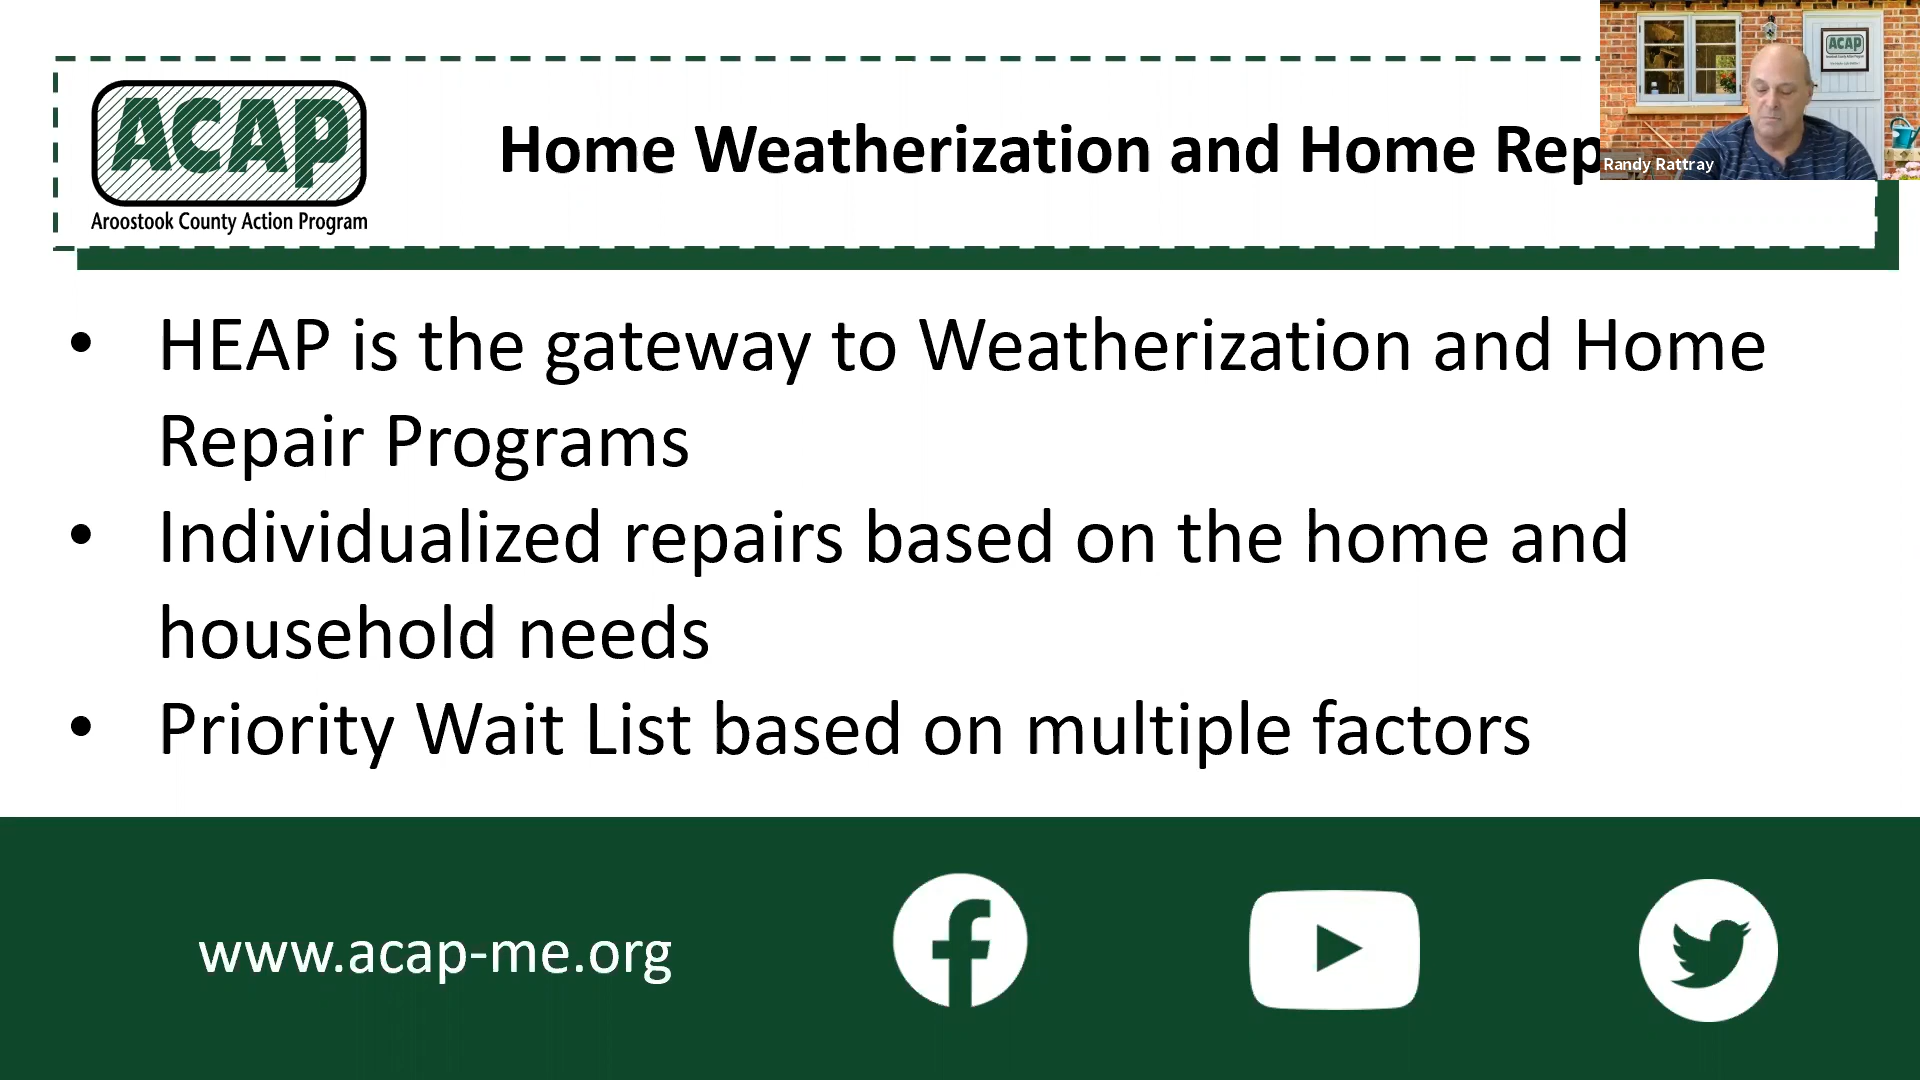 ACAP
Aroostook County Action Program
Home Weatherization and Home Rep
ACAP
Randy Rattray
• HEAP is the gateway to Weatherization and Home
Repair Programs
• Individualized repairs based on the home and
household needs
• Priority Wait List based on multiple factors
www.acap-me.org